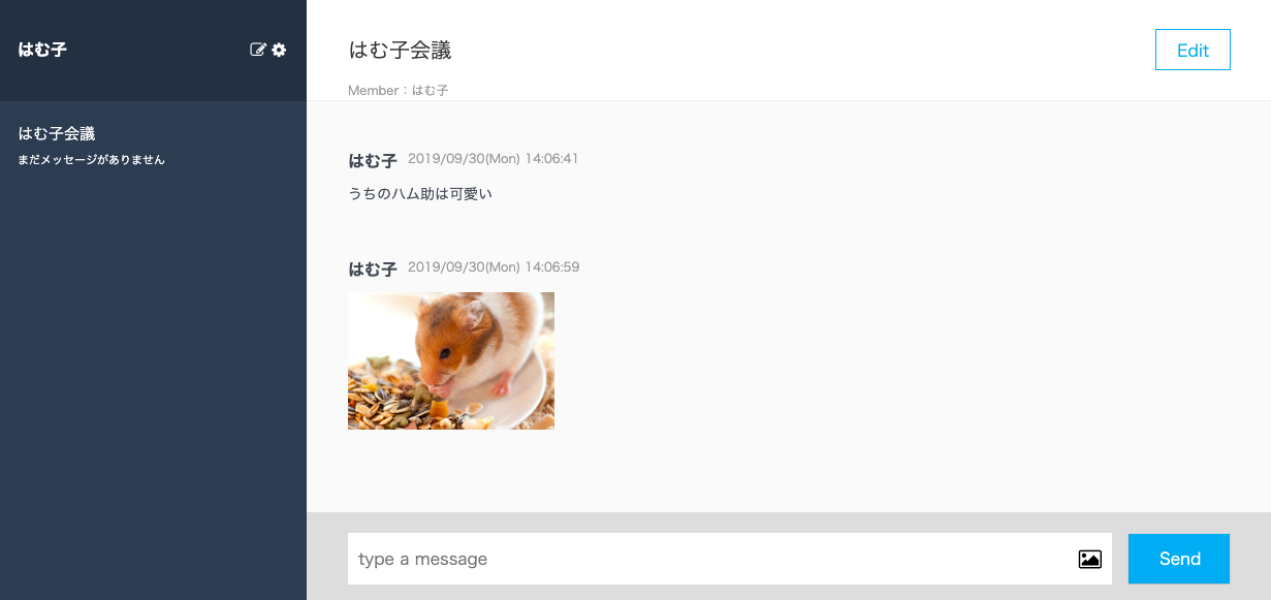 はむ子
はむ子会議
まだメッセージがありません
はむ子会議
Edit
Member：はむ子
はむ子 2019/09/30(Mon) 14:06:41
うちのハム助は可愛い
はむ子 2019/09/30(Mon) 14:06:59
type a message
Send